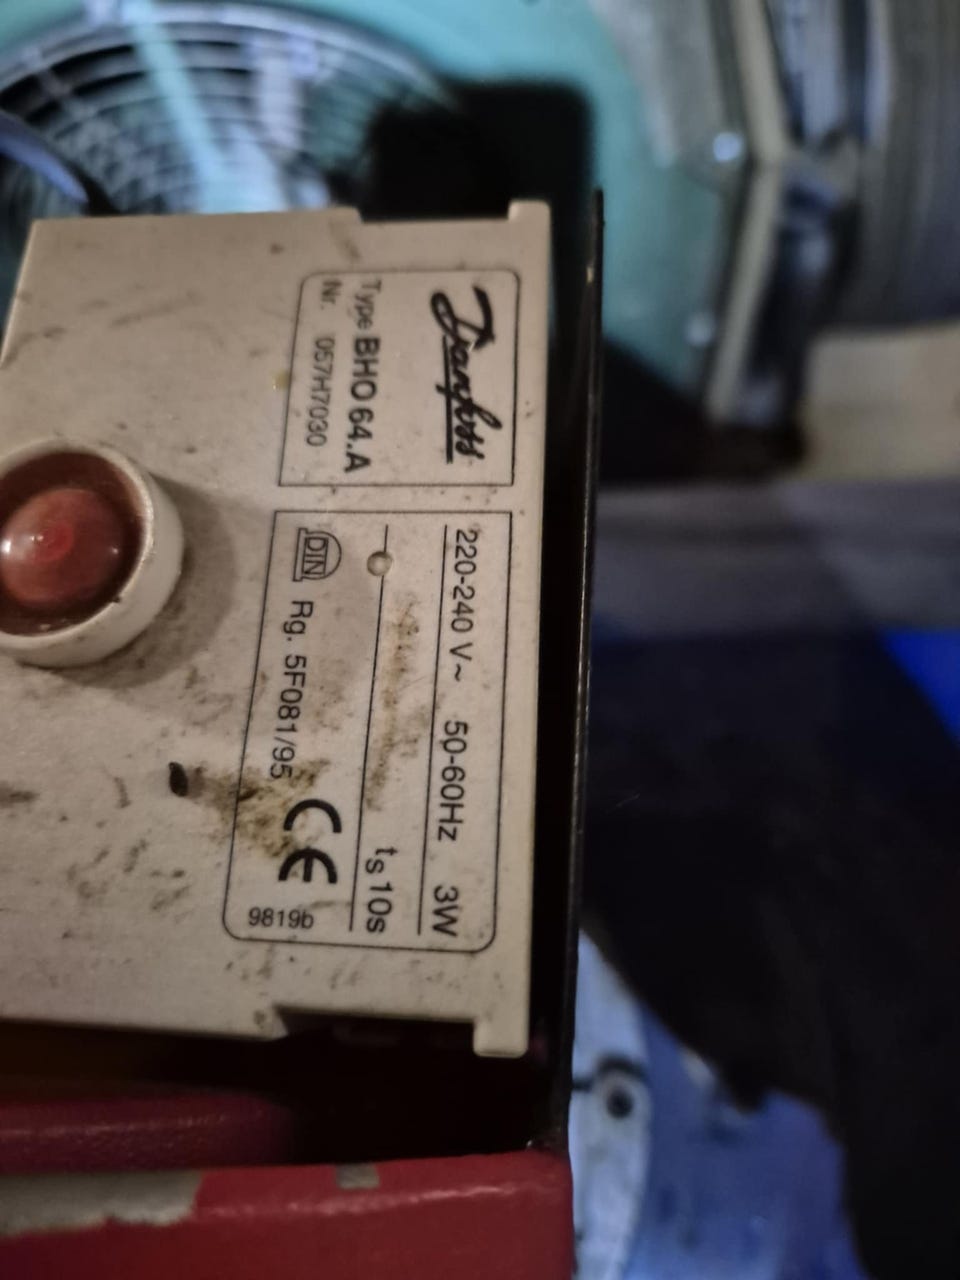 Danfoss
Type BHO 64.A
Nr. 057H7030
220-240 V~ 50-60Hz 3W
ts 10s
DIN Rg. 5F081/95 CE
9819b